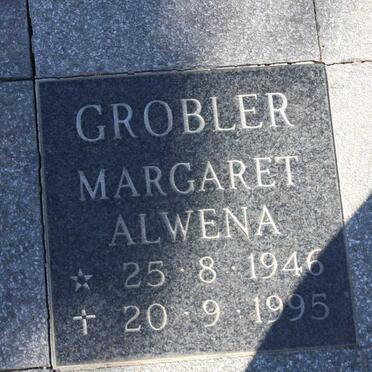 GROBLER
MARGARET
ALWENA
☆ 25 · 8 · 1946
✝ 20 · 9 · 1995